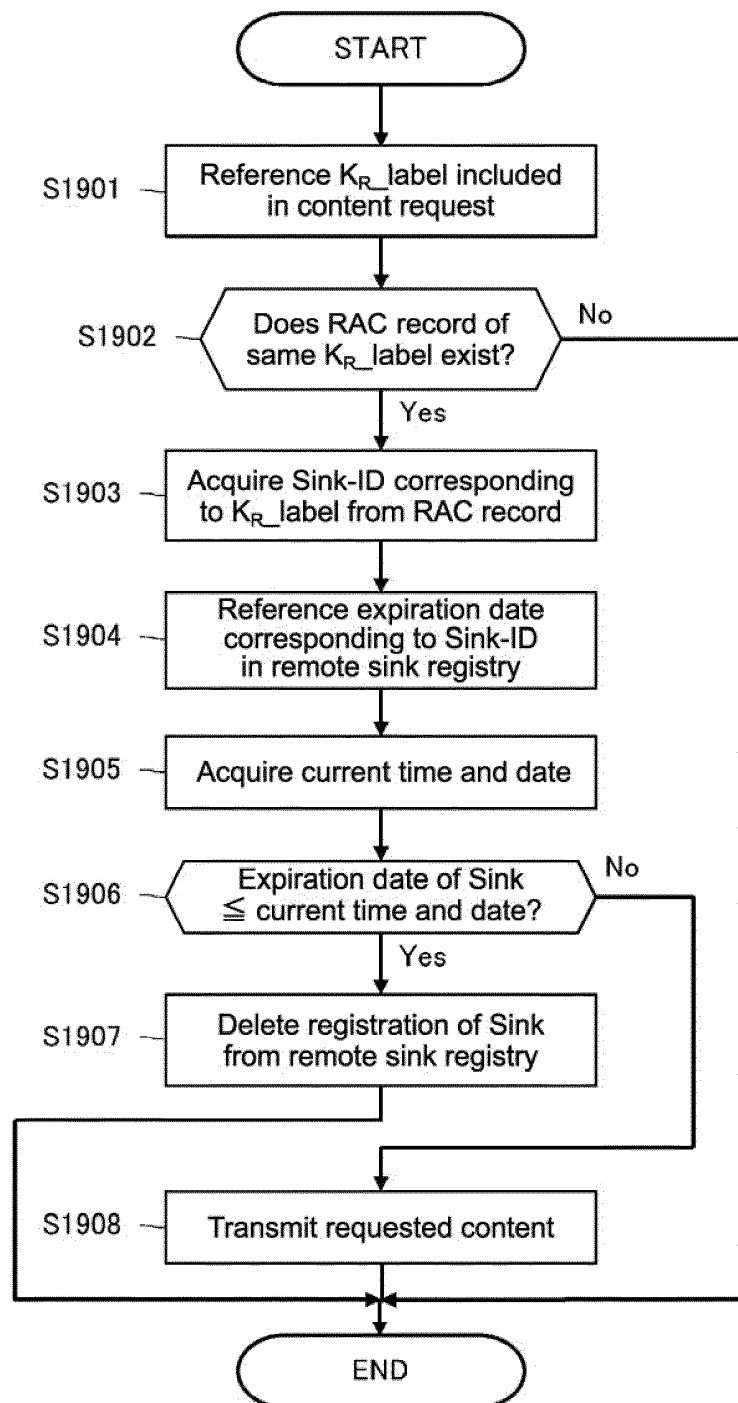 START
S1901
Reference K_R_label included
in content request
S1902
Does RAC record of
same K_R_label exist?
No
Yes
S1903
Acquire Sink-ID corresponding
to K_R_label from RAC record
S1904
Reference expiration date
corresponding to Sink-ID
in remote sink registry
S1905
Acquire current time and date
S1906
Expiration date of Sink
≦ current time and date?
No
Yes
S1907
Delete registration of Sink
from remote sink registry
S1908
Transmit requested content
END